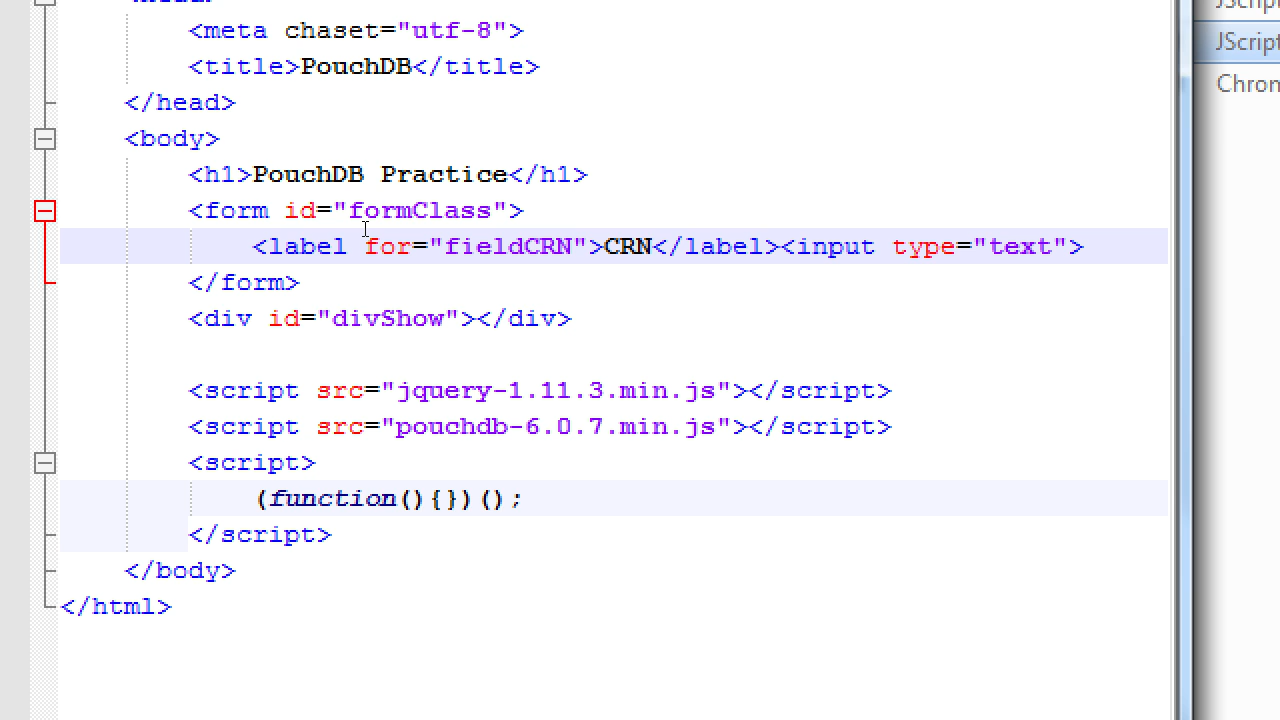 <meta chaset="utf-8">
<title>PouchDB</title>
</head>
<body>
<h1>PouchDB Practice</h1>
<form id="formClass">
<label for="fieldCRN">CRN</label><input type="text">
</form>
<div id="divShow"></div>
<script src="jquery-1.11.3.min.js"></script>
<script src="pouchdb-6.0.7.min.js"></script>
<script>
(function(){})();
</script>
</body>
</html>
JScript
Chron